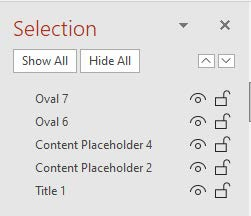 Selection
Show All Hide All
Oval 7
Oval 6
Content Placeholder 4
Content Placeholder 2
Title 1